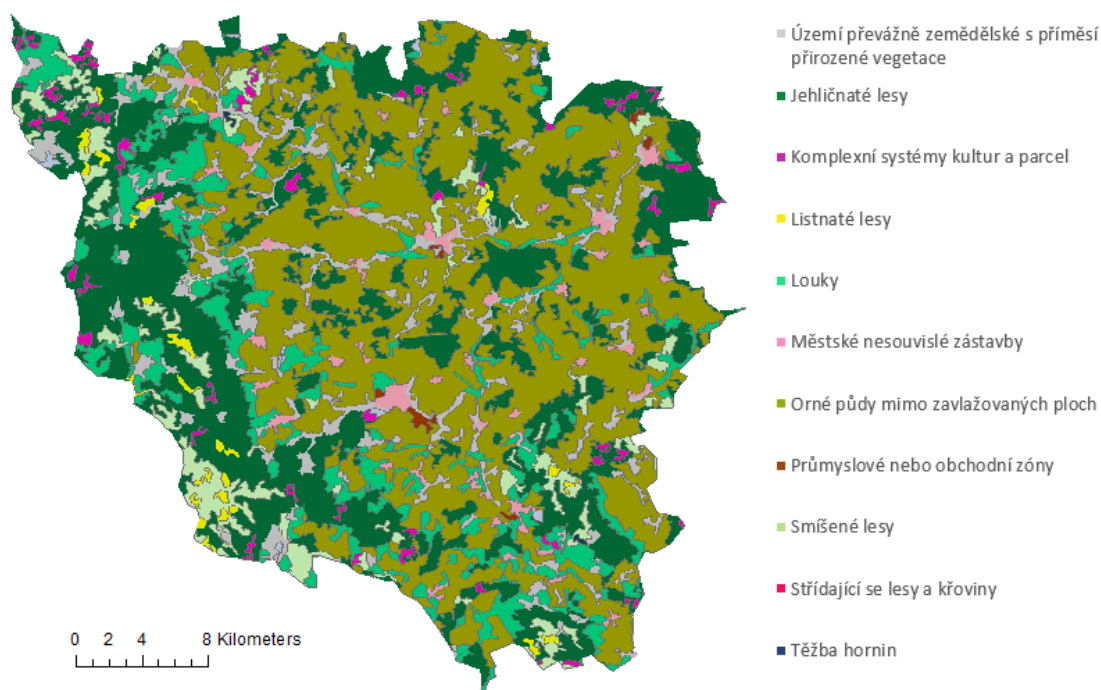 Území převážně zemědělské s příměsí
přirozené vegetace
Jehličnaté lesy
Komplexní systémy kultur a parcel
Listnaté lesy
Louky
Městské nesouvislé zástavby
Orné půdy mimo zavlažovaných ploch
Průmyslové nebo obchodní zóny
Smíšené lesy
Střídající se lesy a křoviny
Těžba hornin
0 2 4 8 Kilometers